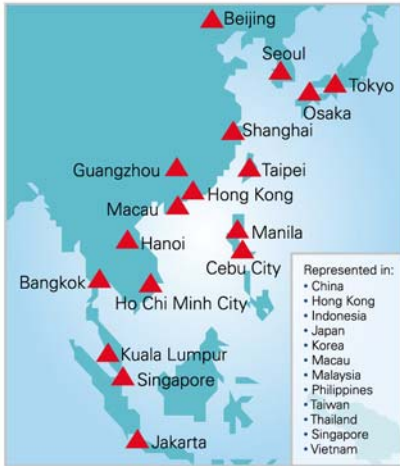 Beijing
Seoul
Tokyo
Osaka
Shanghai
Guangzhou
Taipei
Hong Kong
Macau
Hanoi
Manila
Cebu City
Bangkok
Ho Chi Minh City
Kuala Lumpur
Singapore
Jakarta
Represented in:
• China
• Hong Kong
• Indonesia
• Japan
• Korea
• Macau
• Malaysia
• Philippines
• Taiwan
• Thailand
• Singapore
• Vietnam